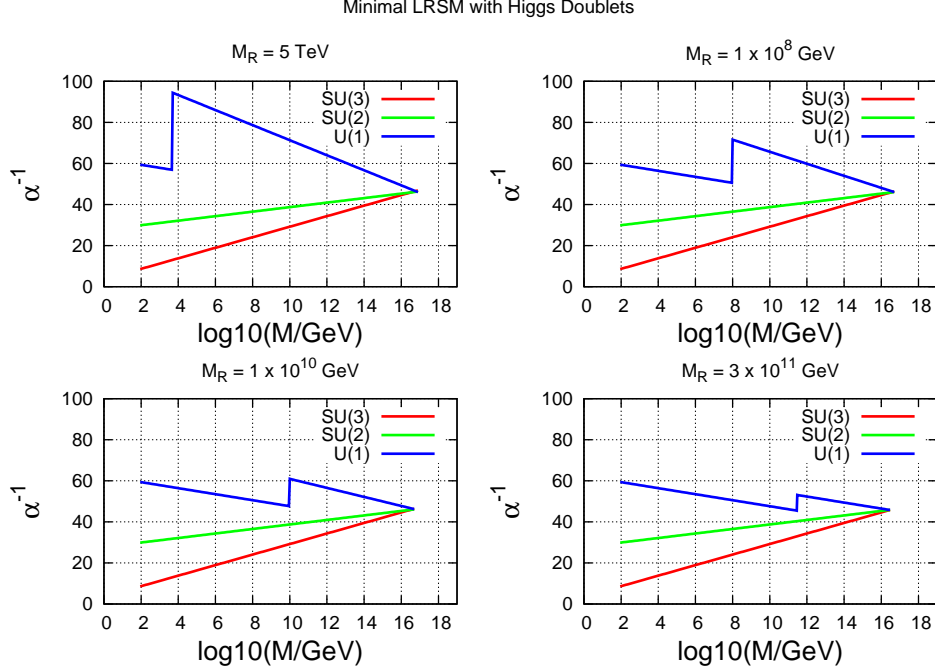 Minimal LRSM with Higgs Doublets
M_R = 5 TeV
α^-1
100
80
60
40
20
0
SU(3)
SU(2)
U(1)
0 2 4 6 8 10 12 14 16 18
log10(M/GeV)
M_R = 1 x 10^8 GeV
α^-1
100
80
60
40
20
0
SU(3)
SU(2)
U(1)
0 2 4 6 8 10 12 14 16 18
log10(M/GeV)
M_R = 1 x 10^10 GeV
α^-1
100
80
60
40
20
0
SU(3)
SU(2)
U(1)
0 2 4 6 8 10 12 14 16 18
log10(M/GeV)
M_R = 3 x 10^11 GeV
α^-1
100
80
60
40
20
0
SU(3)
SU(2)
U(1)
0 2 4 6 8 10 12 14 16 18
log10(M/GeV)